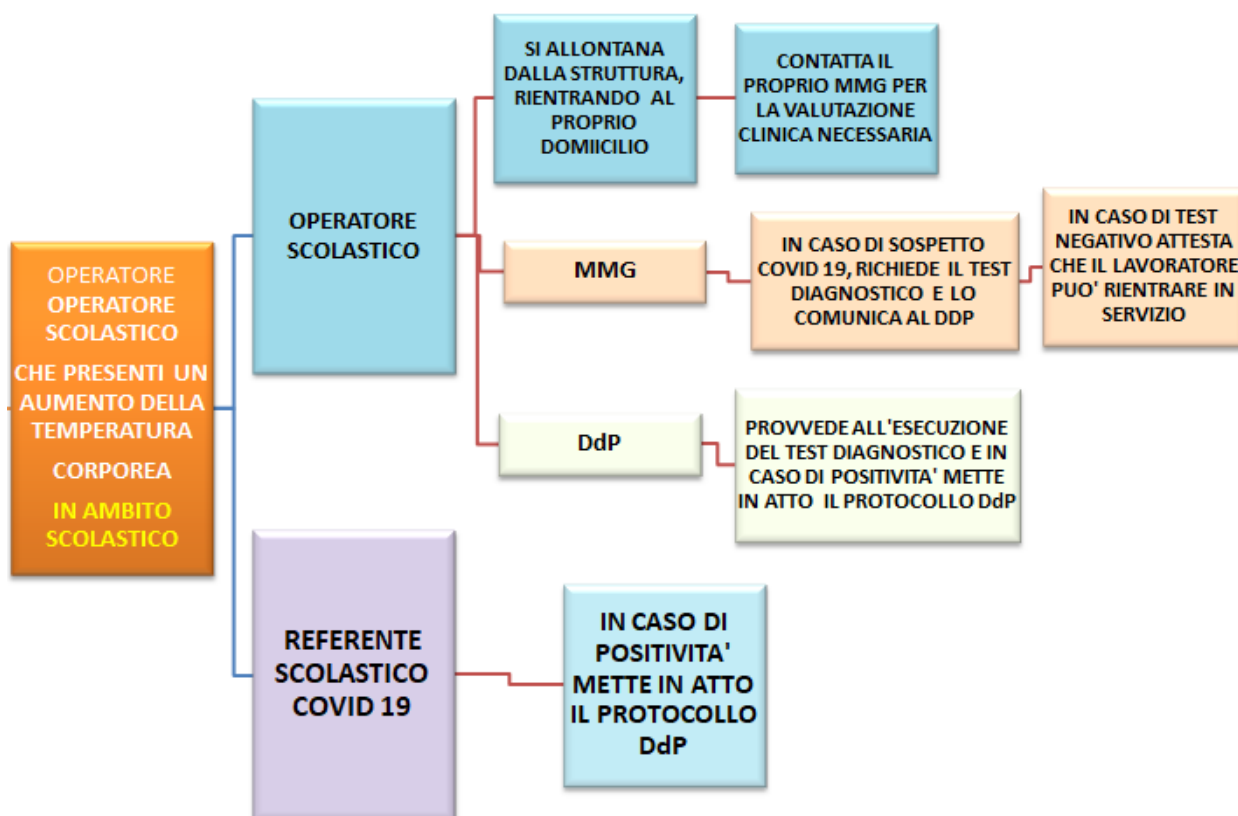 OPERATORE
OPERATORE
SCOLASTICO
CHE PRESENTI UN
AUMENTO DELLA
TEMPERATURA
CORPOREA
IN AMBITO
SCOLASTICO
OPERATORE
SCOLASTICO
SI ALLONTANA
DALLA STRUTTURA,
RIENTRANDO AL
PROPRIO
DOMIICILIO
CONTATTA IL
PROPRIO MMG PER
LA VALUTAZIONE
CLINICA NECESSARIA
MMG
IN CASO DI SOSPETTO
COVID 19, RICHIEDE IL TEST
DIAGNOSTICO E LO
COMUNICA AL DDP
IN CASO DI TEST
NEGATIVO ATTESTA
CHE IL LAVORATORE
PUO' RIENTRARE IN
SERVIZIO
DdP
PROVVEDE ALL'ESECUZIONE
DEL TEST DIAGNOSTICO E IN
CASO DI POSITIVITA' METTE
IN ATTO IL PROTOCOLLO DdP
REFERENTE
SCOLASTICO
COVID 19
IN CASO DI
POSITIVITA'
METTE IN ATTO
IL PROTOCOLLO
DdP